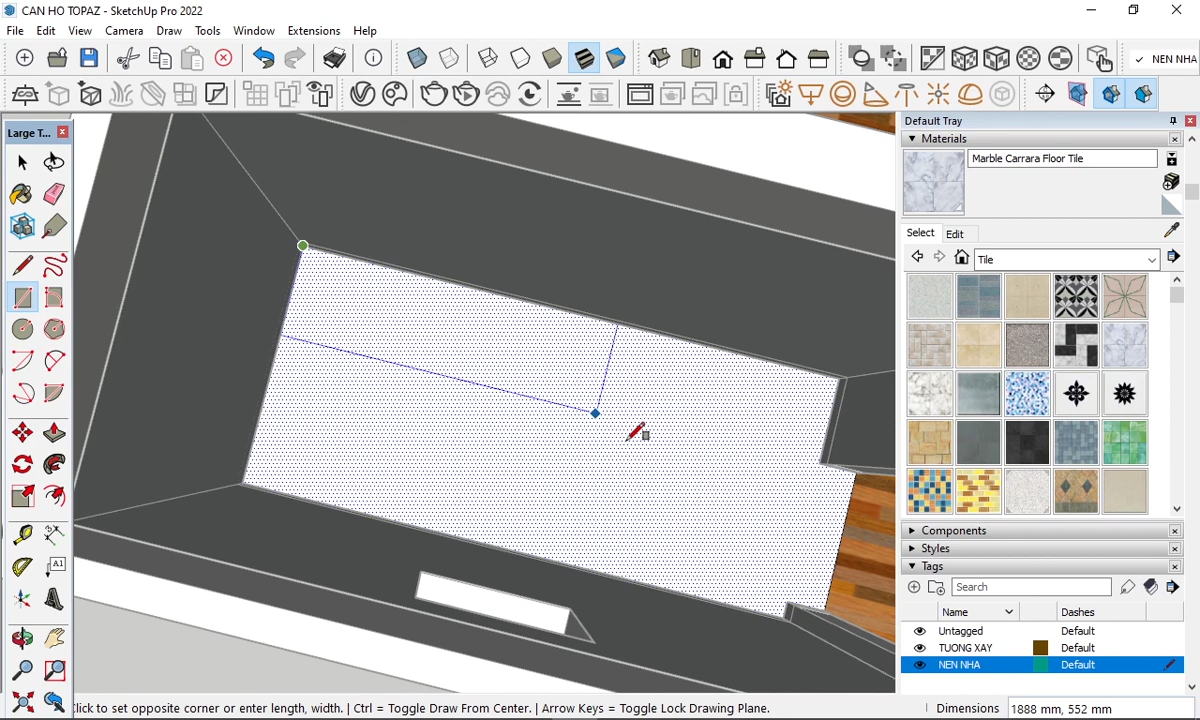 CAN HO TOPAZ - SketchUp Pro 2022
File Edit View Camera Draw Tools Window Extensions Help
✓ NEN NHA
Large T...
Default Tray
Materials
Marble Carrara Floor Tile
Select Edit
Tile
A1
Components
Styles
Tags
Search
Name Dashes
Untagged Default
TUONG XAY Default
NEN NHA Default
lick to set opposite corner or enter length, width. | Ctrl = Toggle Draw From Center. | Arrow Keys = Toggle Lock Drawing Plane.
Dimensions 1888 mm, 552 mm